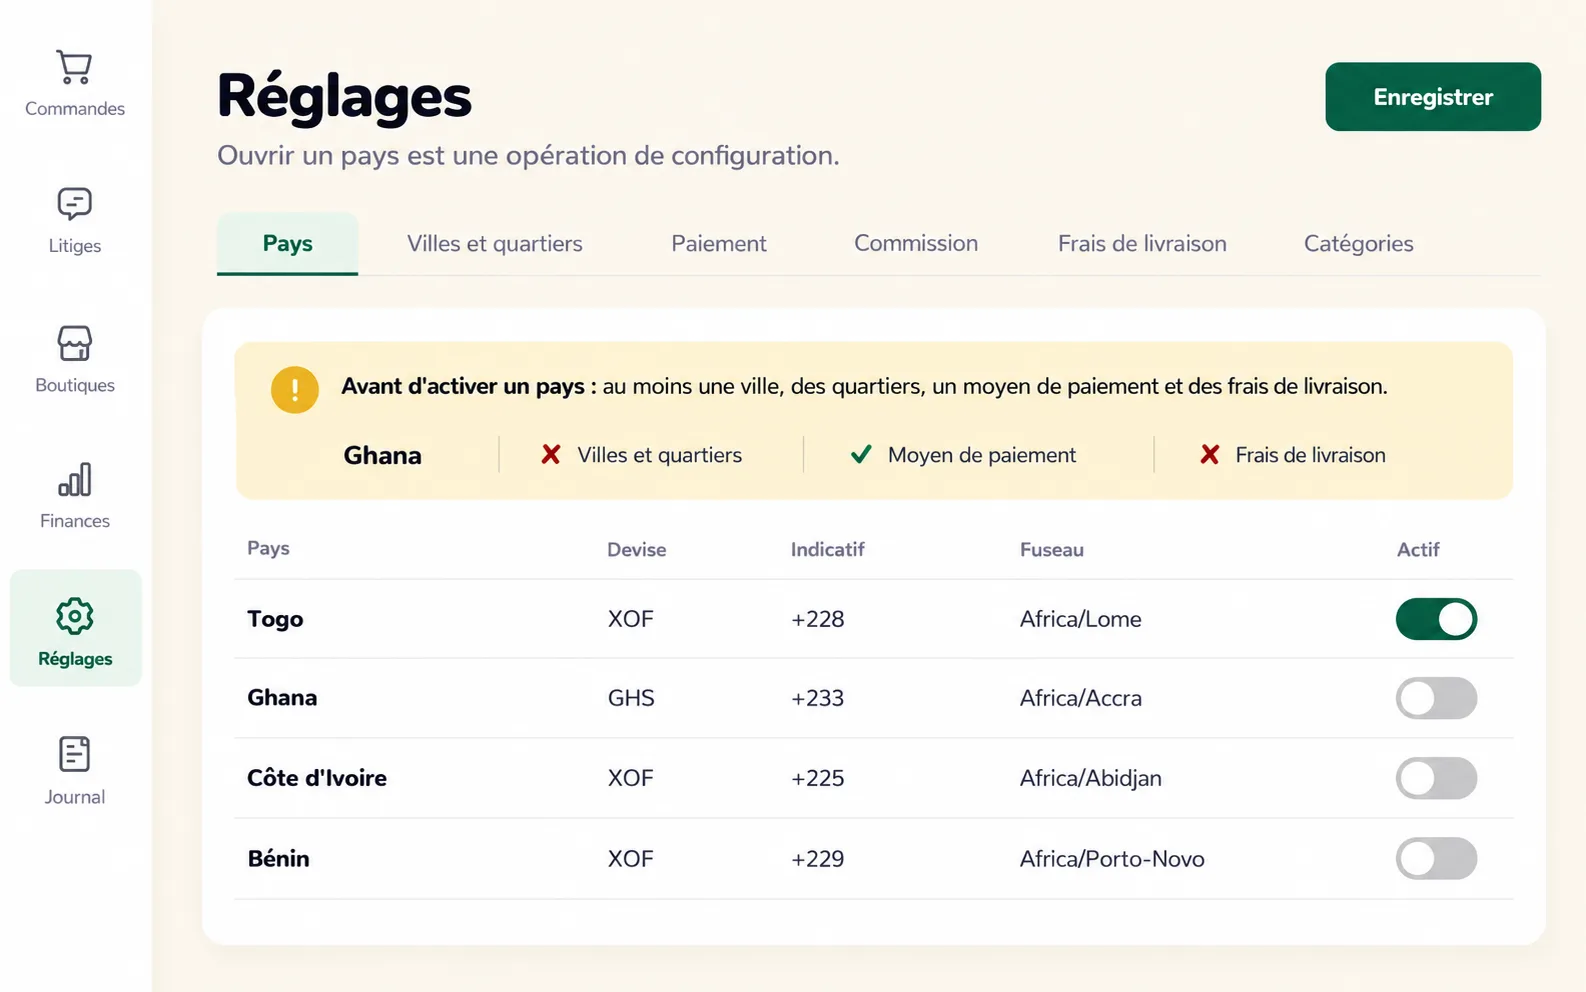 Commandes
Litiges
Boutiques
Finances
Réglages
Journal
Réglages
Enregistrer
Ouvrir un pays est une opération de configuration.
Pays Villes et quartiers Paiement Commission Frais de livraison Catégories
! Avant d'activer un pays : au moins une ville, des quartiers, un moyen de paiement et des frais de livraison.
Ghana ✗ Villes et quartiers ✓ Moyen de paiement ✗ Frais de livraison
Pays Devise Indicatif Fuseau Actif
Togo XOF +228 Africa/Lome
Ghana GHS +233 Africa/Accra
Côte d'Ivoire XOF +225 Africa/Abidjan
Bénin XOF +229 Africa/Porto-Novo